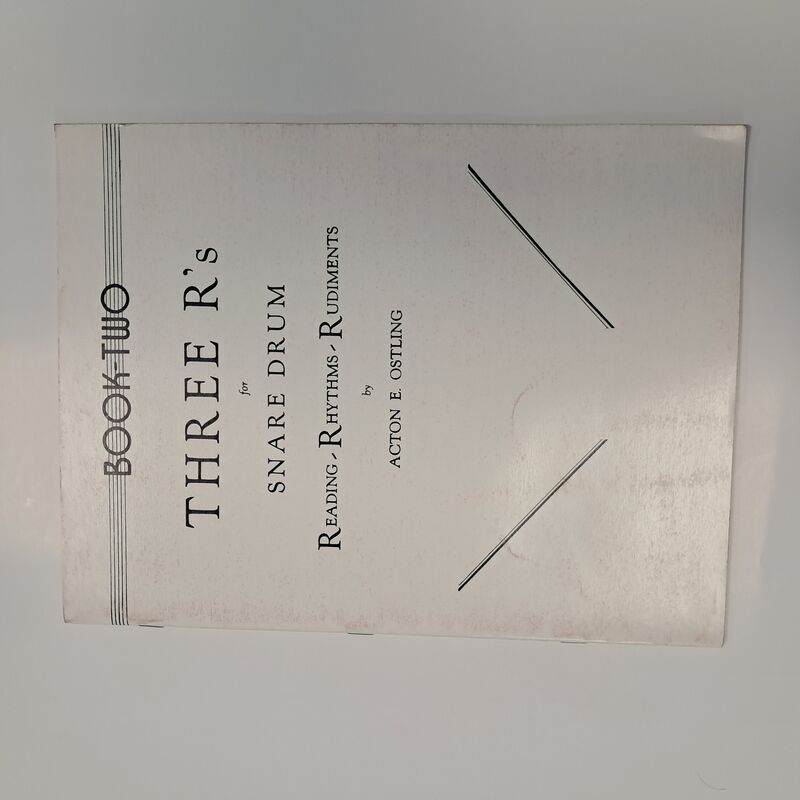 BOOK-TWO
THREE R's
for
SNARE DRUM
READING - RHYTHMS - RUDIMENTS
by
ACTON E. OSTLING